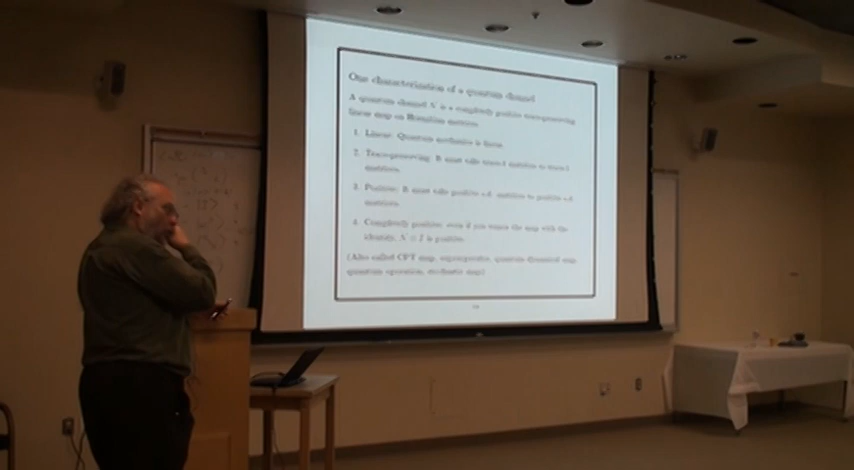 One characterization of a quantum channel
A quantum channel N is a completely positive trace-preserving
linear map on Hermitian matrices.
1. Linear: Quantum mechanics is linear.
2. Trace-preserving: It must take trace-1 matrices to trace-1
matrices.
3. Positive: It must take positive s.d. matrices to positive s.d.
matrices.
4. Completely positive: even if you tensor the map with the
identity, N ⊗ I is positive.
(Also called CPT map, superoperator, quantum dynamical map,
quantum operation, stochastic map)